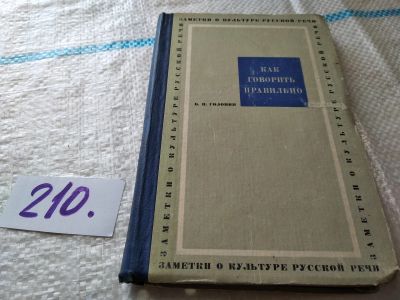 ЗАМЕТКИ О КУЛЬТУРЕ РУССКОЙ РЕЧИ
КАК
ГОВОРИТЬ
ПРАВИЛЬНО
Б. Н. ГОЛОВИН
ЗАМЕТКИ О КУЛЬТУРЕ РУССКОЙ РЕЧИ
ЗАМЕТКИ О КУЛЬТУРЕ РУССКОЙ РЕЧИ
ЗАМЕТКИ О КУЛЬТУРЕ РУССКОЙ РЕЧИ
210.